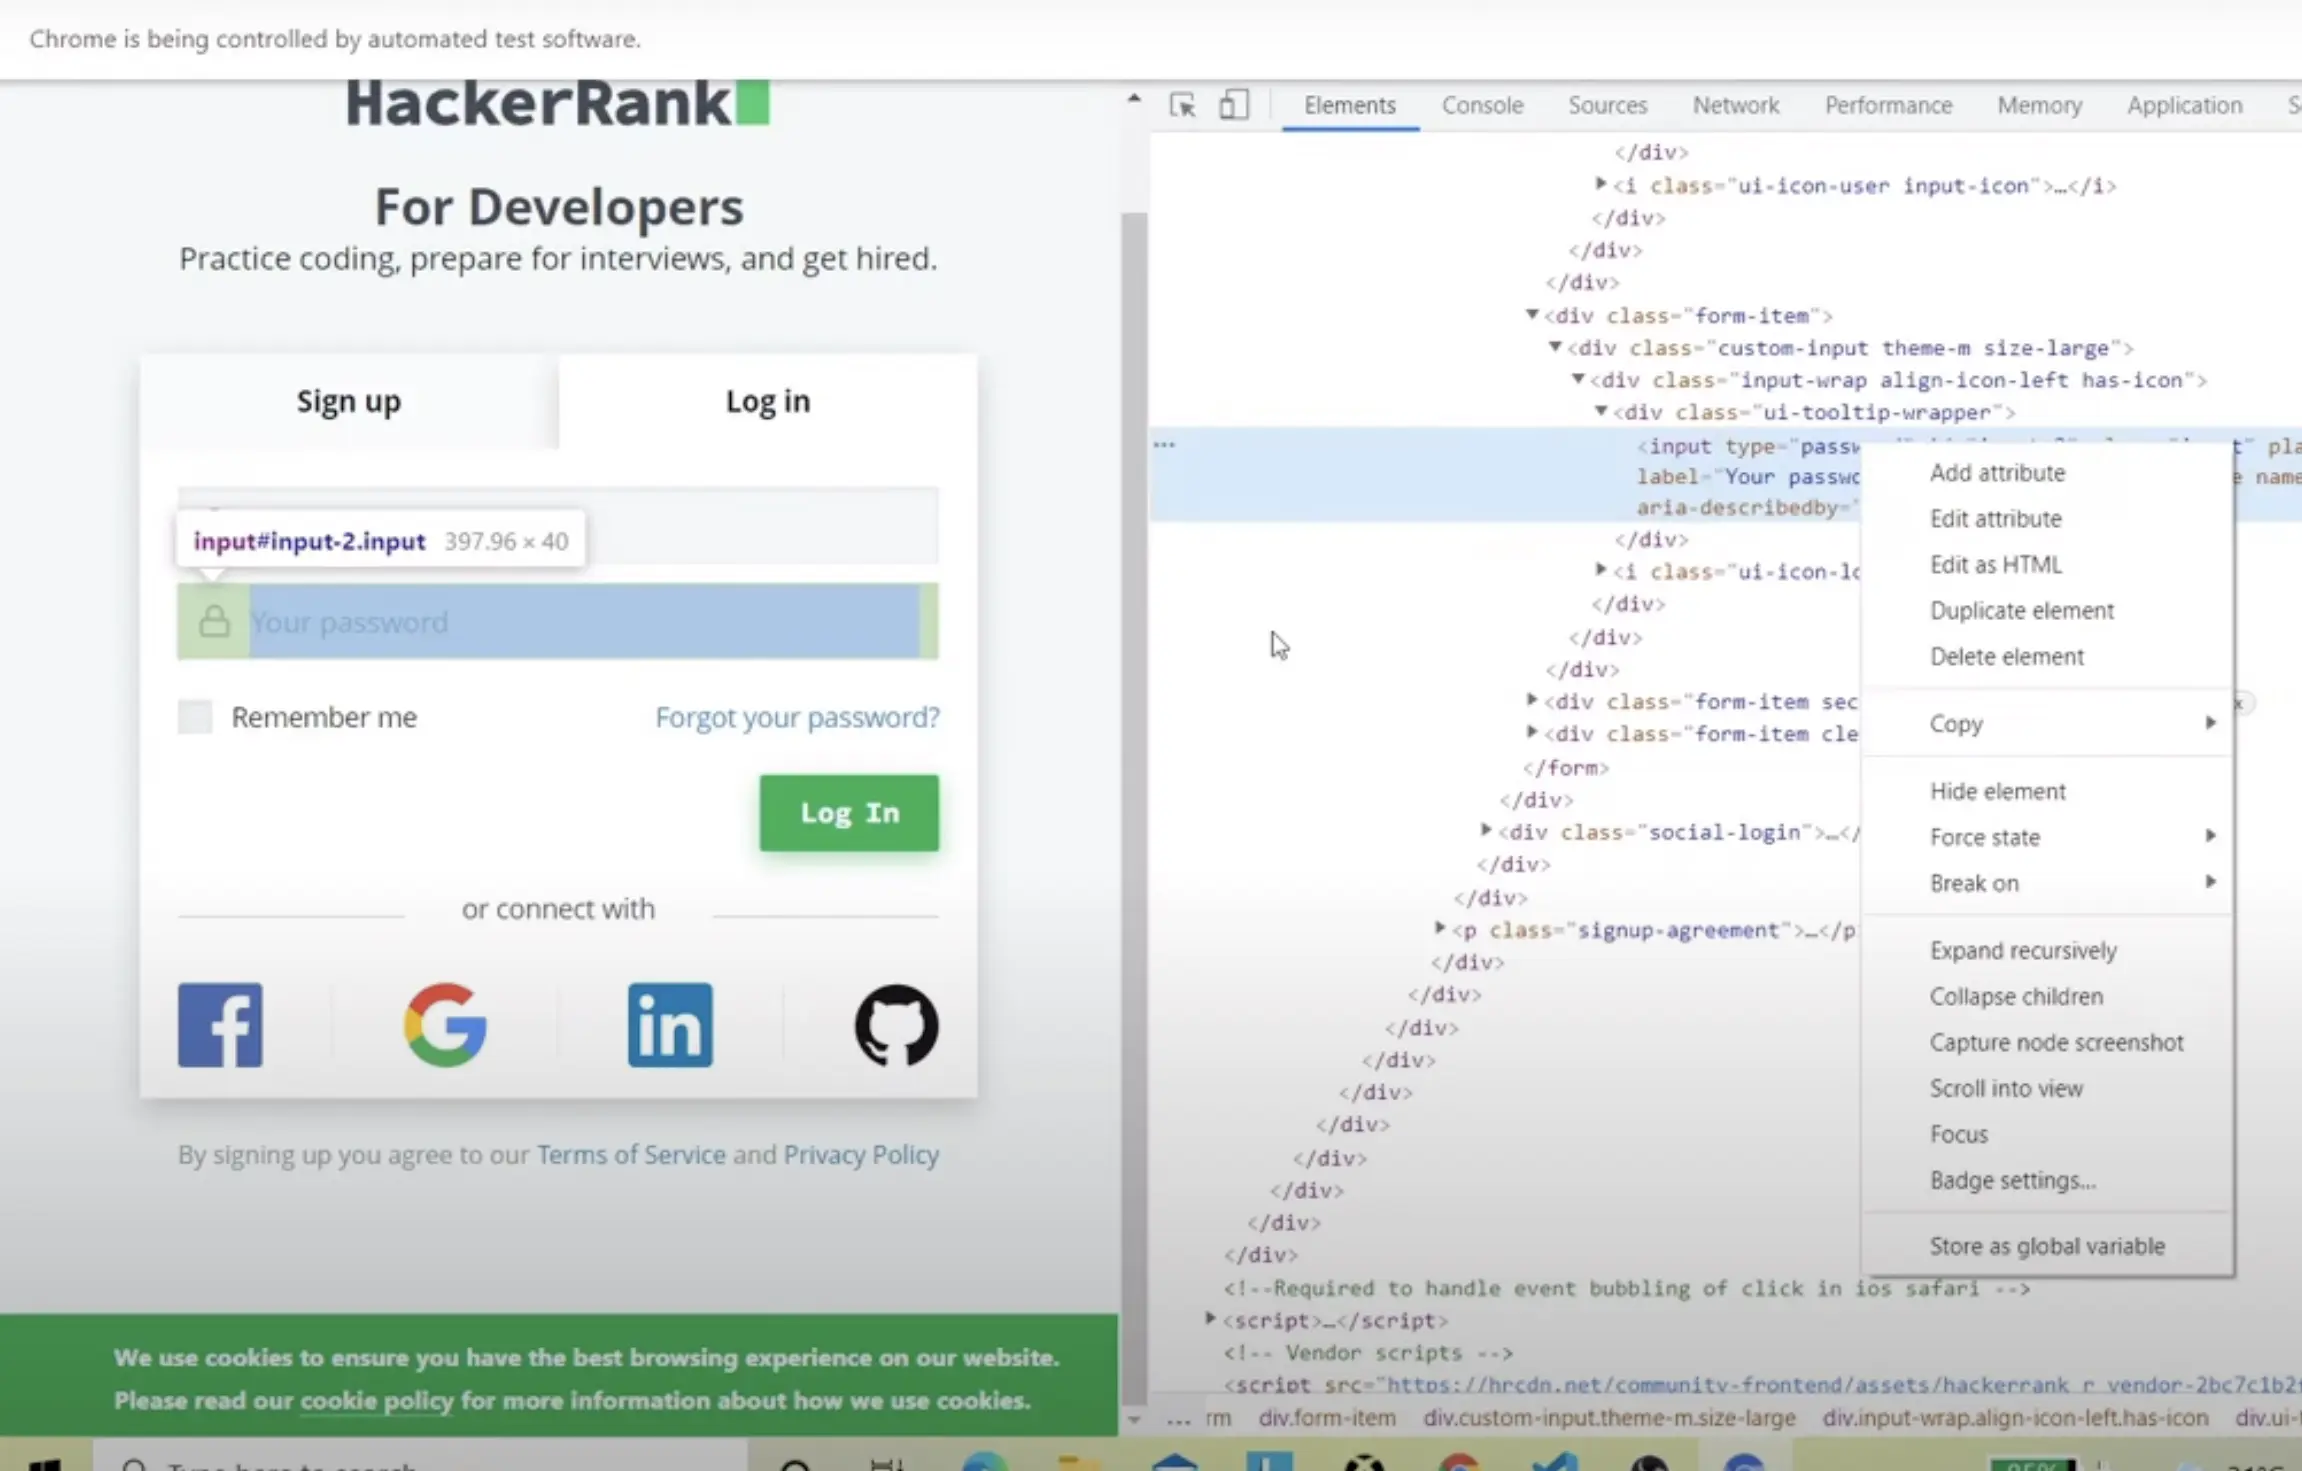 Chrome is being controlled by automated test software.
HackerRank
For Developers
Practice coding, prepare for interviews, and get hired.
Sign up
Log in
input#input-2.input 397.96 × 40
Your password
Remember me
Forgot your password?
Log In
or connect with
By signing up you agree to our Terms of Service and Privacy Policy
We use cookies to ensure you have the best browsing experience on our website.
Please read our cookie policy for more information about how we use cookies.
Elements Console Sources Network Performance Memory Application
</div>
<i class="ui-icon-user input-icon">…</i>
</div>
</div>
</div>
<div class="form-item">
<div class="custom-input theme-m size-large">
<div class="input-wrap align-icon-left has-icon">
<div class="ui-tooltip-wrapper">
<input type="passw
label="Your passwo
name
aria-describedby="
</div>
<i class="ui-icon-lo
</div>
</div>
</div>
<div class="form-item sec
<div class="form-item cle
</form>
</div>
<div class="social-login">…</
</div>
</div>
<p class="signup-agreement">…</p
</div>
</div>
</div>
</div>
</div>
</div>
</div>
</div>
</div>
</div>
<!--Required to handle event bubbling of click in ios safari -->
<script>…</script>
<!-- Vendor scripts -->
<script src="https://hrcdn.net/community-frontend/assets/hackerrank_r_vendor-2bc7c1b2
... rm div.form-item div.custom-input.theme-m.size-large div.input-wrap.align-icon-left.has-icon div.ui-
Add attribute
Edit attribute
Edit as HTML
Duplicate element
Delete element
Copy
Hide element
Force state
Break on
Expand recursively
Collapse children
Capture node screenshot
Scroll into view
Focus
Badge settings...
Store as global variable
Type here to search